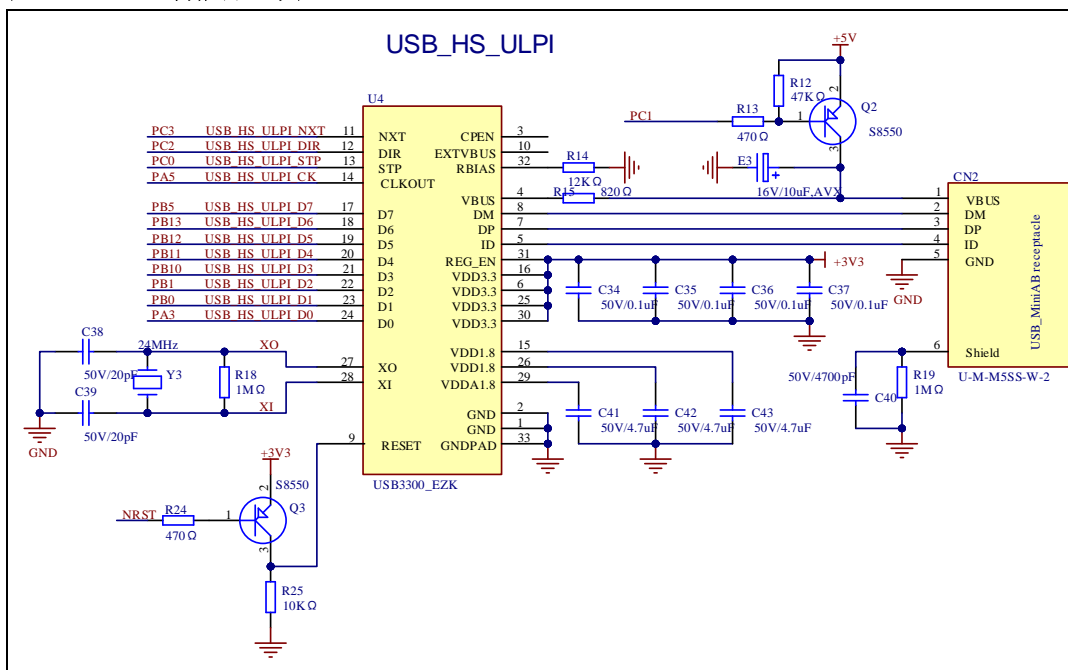 USB_HS_ULPI
U4
PC3 USB_HS_ULPI_NXT 11 NXT
PC2 USB_HS_ULPI_DIR 12 DIR
PC0 USB_HS_ULPI_STP 13 STP
PA5 USB_HS_ULPI_CK 14 CLKOUT
PB5 USB_HS_ULPI_D7 17 D7
PB13 USB_HS_ULPI_D6 18 D6
PB12 USB_HS_ULPI_D5 19 D5
PB11 USB_HS_ULPI_D4 20 D4
PB10 USB_HS_ULPI_D3 21 D3
PB1 USB_HS_ULPI_D2 22 D2
PB0 USB_HS_ULPI_D1 23 D1
PA3 USB_HS_ULPI_D0 24 D0
27 XO
28 XI
9 RESET
CPEN 3
EXTVBUS 10
RBIAS 32
VBUS 4
DM 8
DP 7
ID 5
REG_EN 31
VDD3.3 16
VDD3.3 6
VDD3.3 25
VDD3.3 30
VDD1.8 15
VDD1.8 26
VDDA1.8 29
GND 2
GND 1
GNDPAD 33
USB3300_EZK
C38
50V/20pF
C39
50V/20pF
GND
24MHz
Y3
R18
1MΩ
XO
XI
+3V3
S8550
Q3
2
1
3
NRST
R24
470Ω
R25
10KΩ
+5V
R12
47KΩ
PC1
R13
470Ω
Q2
S8550
2
1
3
R14
12KΩ
R15 820Ω
E3
16V/10uF,AVX
+3V3
C34
50V/0.1uF
C35
50V/0.1uF
C36
50V/0.1uF
C37
50V/0.1uF
C41
50V/4.7uF
C42
50V/4.7uF
C43
50V/4.7uF
CN2
1 VBUS
2 DM
3 DP
4 ID
5 GND
GND
6 Shield
USB_MiniAB receptacle
U-M-M5SS-W-2
50V/4700pF
C40
R19
1MΩ